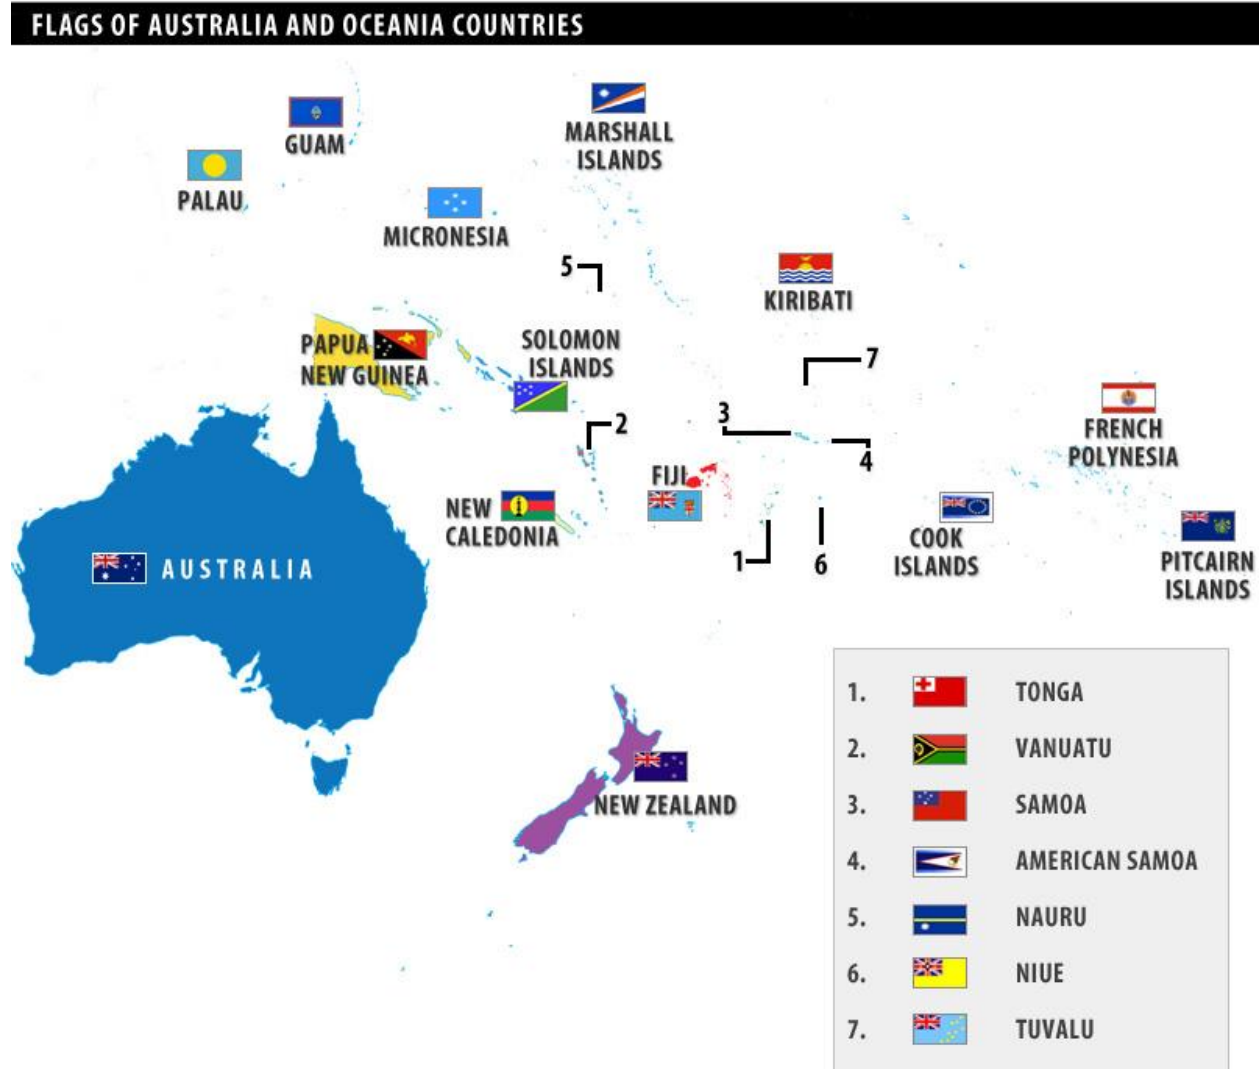 FLAGS OF AUSTRALIA AND OCEANIA COUNTRIES
GUAM
MARSHALL
ISLANDS
PALAU
MICRONESIA
5
KIRIBATI
PAPUA
NEW GUINEA
SOLOMON
ISLANDS
7
2
3
4
FRENCH
POLYNESIA
FIJI
NEW
CALEDONIA
COOK
ISLANDS
PITCAIRN
ISLANDS
1
6
AUSTRALIA
NEW ZEALAND
1. TONGA
2. VANUATU
3. SAMOA
4. AMERICAN SAMOA
5. NAURU
6. NIUE
7. TUVALU